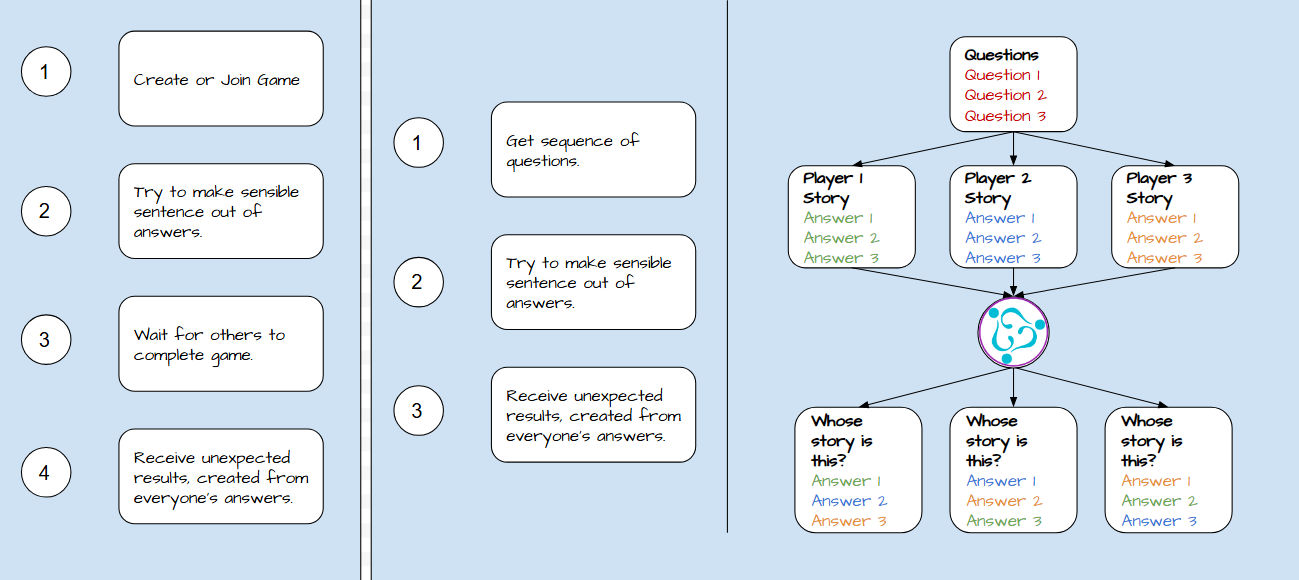 1
Create or Join Game
2
Try to make sensible
sentence out of
answers.
3
Wait for others to
complete game.
4
Receive unexpected
results, created from
everyone's answers.
1
Get sequence of
questions.
2
Try to make sensible
sentence out of
answers.
3
Receive unexpected
results, created from
everyone's answers.
Questions
Question 1
Question 2
Question 3
Player 1
Story
Answer 1
Answer 2
Answer 3
Player 2
Story
Answer 1
Answer 2
Answer 3
Player 3
Story
Answer 1
Answer 2
Answer 3
Whose
story is
this?
Answer 1
Answer 2
Answer 3
Whose
story is
this?
Answer 1
Answer 2
Answer 3
Whose
story is
this?
Answer 1
Answer 2
Answer 3